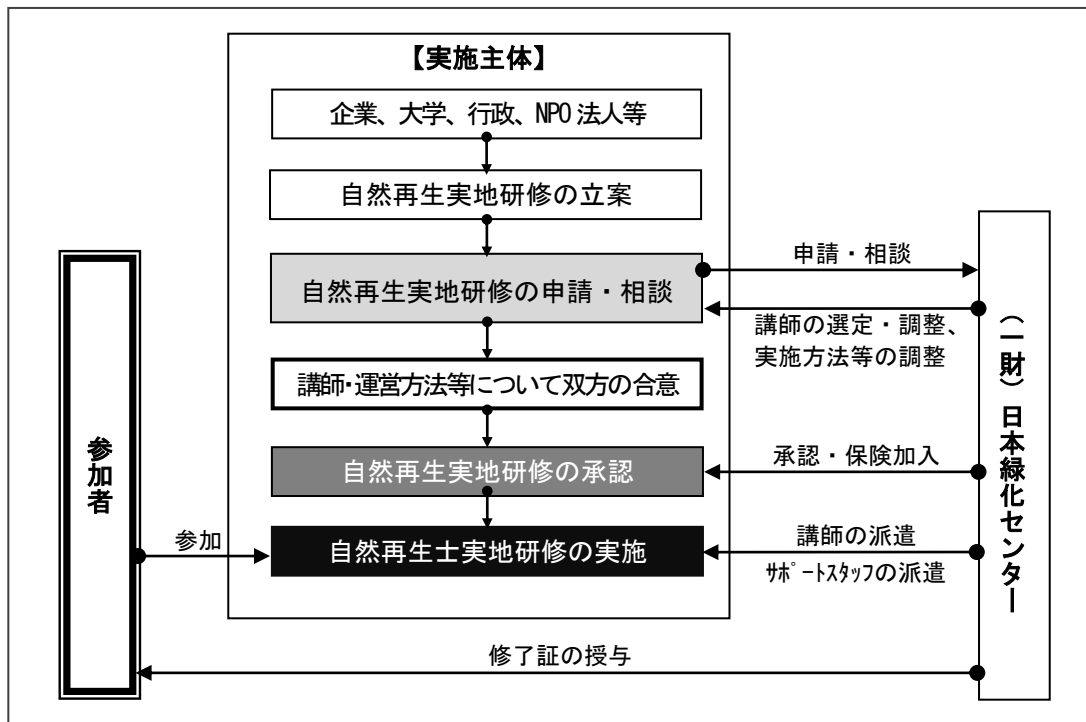 【実施主体】
企業、大学、行政、NPO法人等
自然再生実地研修の立案
自然再生実地研修の申請・相談
講師・運営方法等について双方の合意
自然再生実地研修の承認
自然再生士実地研修の実施
参加者
参加
申請・相談
講師の選定・調整、
実施方法等の調整
承認・保険加入
講師の派遣
ｻﾎﾟｰﾄｽﾀｯﾌの派遣
修了証の授与
（一財）日本緑化センター